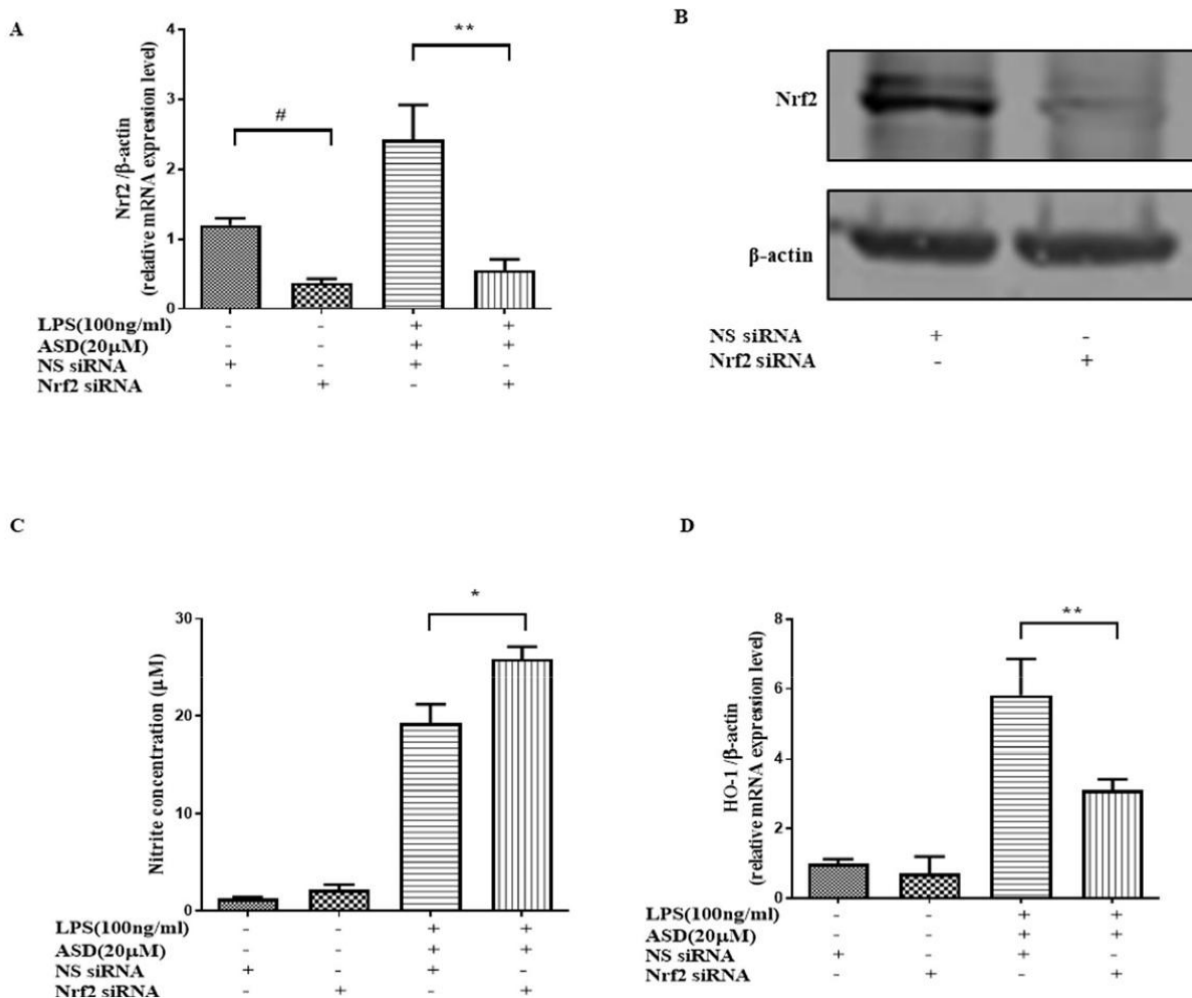 A
Nrf2 /β-actin
(relative mRNA expression level)
4
3
2
1
0
#
**
LPS(100ng/ml) - - + +
ASD(20μM) - - + +
NS siRNA + - + -
Nrf2 siRNA - + - +
B
Nrf2
β-actin
NS siRNA + -
Nrf2 siRNA - +
C
Nitrite concentration (μM)
30
20
10
0
*
LPS(100ng/ml) - - + +
ASD(20μM) - - + +
NS siRNA + - + -
Nrf2 siRNA - + - +
D
HO-1 /β-actin
(relative mRNA expression level)
8
6
4
2
0
**
LPS(100ng/ml) - - + +
ASD(20μM) - - + +
NS siRNA + - + -
Nrf2 siRNA - + - +